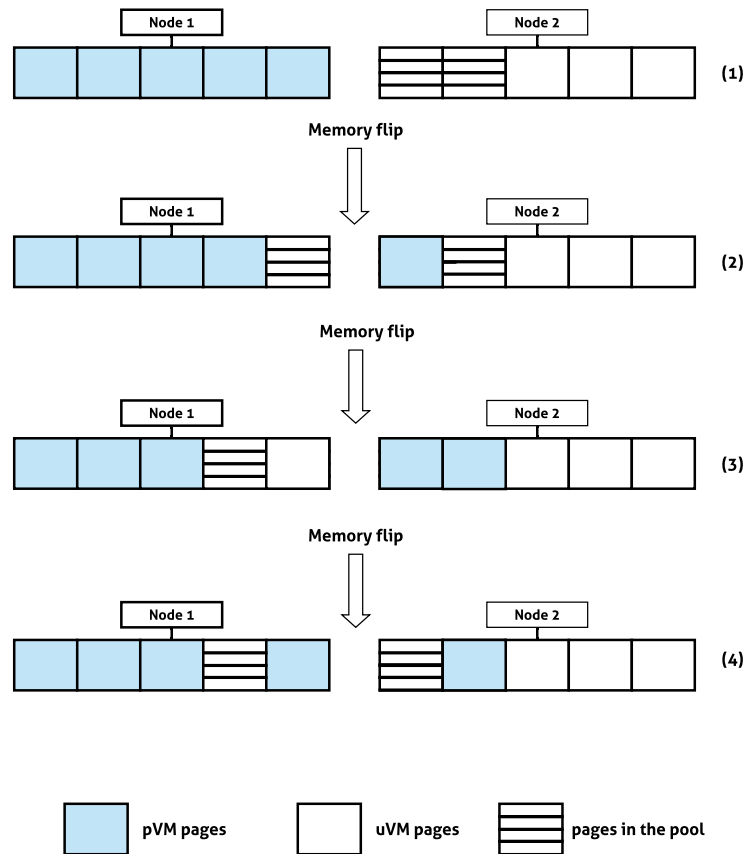 Node 1
Node 2
(1)
Memory flip
Node 1
Node 2
(2)
Memory flip
Node 1
Node 2
(3)
Memory flip
Node 1
Node 2
(4)
pVM pages
uVM pages
pages in the pool